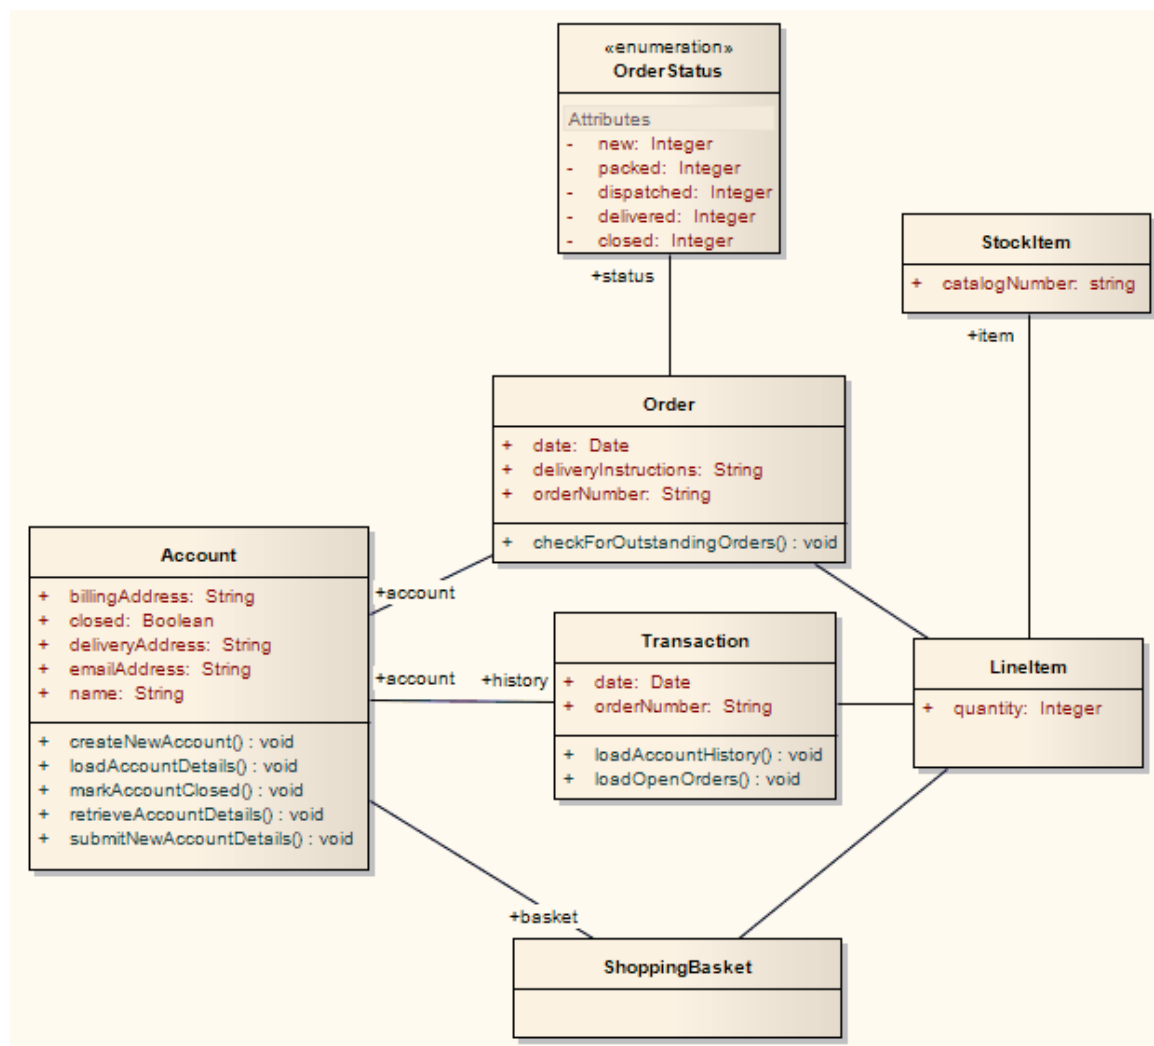 «enumeration»
OrderStatus
Attributes
- new: Integer
- packed: Integer
- dispatched: Integer
- delivered: Integer
- closed: Integer
+status
StockItem
+ catalogNumber: string
+item
Order
+ date: Date
+ deliveryInstructions: String
+ orderNumber: String
+ checkForOutstandingOrders() : void
Account
+ billingAddress: String
+ closed: Boolean
+ deliveryAddress: String
+ emailAddress: String
+ name: String
+ createNewAccount() : void
+ loadAccountDetails() : void
+ markAccountClosed() : void
+ retrieveAccountDetails() : void
+ submitNewAccountDetails() : void
+account
+account
+history
Transaction
+ date: Date
+ orderNumber: String
+ loadAccountHistory() : void
+ loadOpenOrders() : void
LineItem
+ quantity: Integer
+basket
ShoppingBasket